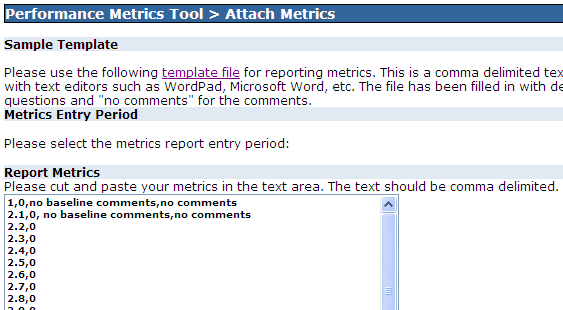 Performance Metrics Tool > Attach Metrics
Sample Template
Please use the following template file for reporting metrics. This is a comma delimited
with text editors such as WordPad, Microsoft Word, etc. The file has been filled in with
questions and "no comments" for the comments.
Metrics Entry Period
Please select the metrics report entry period:
Report Metrics
Please cut and paste your metrics in the text area. The text should be comma delimited.
1,0,no baseline comments,no comments
2.1,0, no baseline comments,no comments
2.2,0
2.3,0
2.4,0
2.5,0
2.6,0
2.7,0
2.8,0